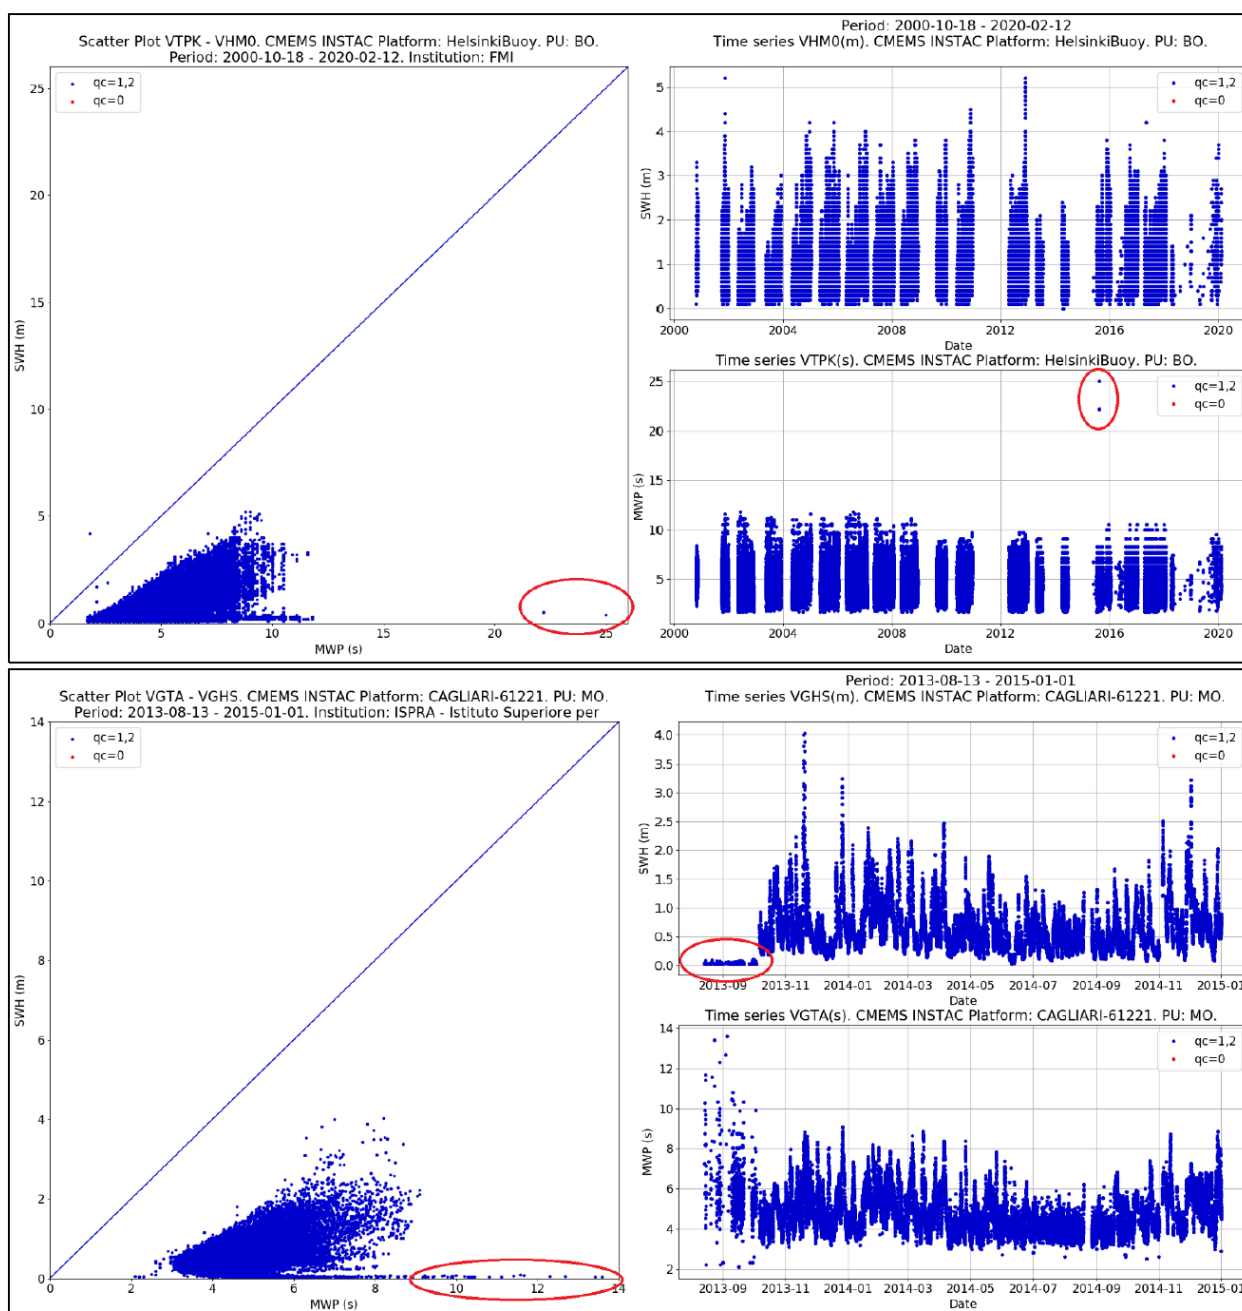 Scatter Plot VTPK - VHM0. CMEMS INSTAC Platform: HelsinkiBuoy. PU: BO.
Period: 2000-10-18 - 2020-02-12. Institution: FMI
qc=1,2
qc=0
25
20
15
10
5
0
SWH (m)
0 5 10 15 20 25
MWP (s)
Period: 2000-10-18 - 2020-02-12
Time series VHM0(m). CMEMS INSTAC Platform: HelsinkiBuoy. PU: BO.
qc=1,2
qc=0
5
4
3
2
1
0
SWH (m)
2000 2004 2008 2012 2016 2020
Date
Time series VTPK(s). CMEMS INSTAC Platform: HelsinkiBuoy. PU: BO.
qc=1,2
qc=0
25
20
15
10
5
MWP (s)
2000 2004 2008 2012 2016 2020
Date
Scatter Plot VGTA - VGHS. CMEMS INSTAC Platform: CAGLIARI-61221. PU: MO.
Period: 2013-08-13 - 2015-01-01. Institution: ISPRA - Istituto Superiore per
qc=1,2
qc=0
14
12
10
8
6
4
2
0
SWH (m)
0 2 4 6 8 10 12 14
MWP (s)
Period: 2013-08-13 - 2015-01-01
Time series VGHS(m). CMEMS INSTAC Platform: CAGLIARI-61221. PU: MO.
qc=1,2
qc=0
4.0
3.5
3.0
2.5
2.0
1.5
1.0
0.5
0.0
SWH (m)
2013-09 2013-11 2014-01 2014-03 2014-05 2014-07 2014-09 2014-11 2015-01
Date
Time series VGTA(s). CMEMS INSTAC Platform: CAGLIARI-61221. PU: MO.
qc=1,2
qc=0
14
12
10
8
6
4
2
MWP (s)
2013-09 2013-11 2014-01 2014-03 2014-05 2014-07 2014-09 2014-11 2015-01
Date